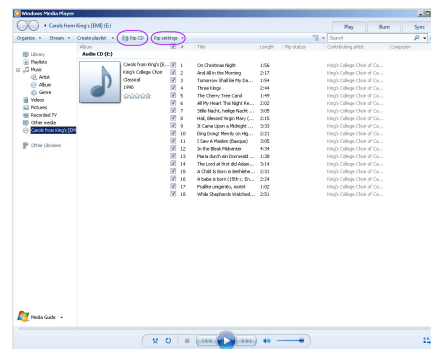 Windows Media Player
Carols from King's [EMI] (E:)
Play Burn Sync
Organize Stream Create playlist Rip CD Rip settings Search
Album # Title Length Rip status Contributing artist Composer
Audio CD (E:)
Library
Playlists
Music
Artist
Album
Genre
Videos
Pictures
Recorded TV
Other media
Carols from King's [EM
Other Libraries
Carols from King's [E...
King's College Choir
Classical
1990
1 On Christmas Night 1:56 King's College Choir of Ca...
2 And All in the Morning 2:17 King's College Choir of Ca...
3 Tomorrow Shall Be My Da... 1:54 King's College Choir of Ca...
4 Three Kings 2:44 King's College Choir of Ca...
5 The Cherry Tree Carol 1:49 King's College Choir of Ca...
6 All My Heart This Night Re... 2:02 King's College Choir of Ca...
7 Stille Nacht, heilige Nacht ... 3:05 King's College Choir of Ca...
8 Hail, Blessed Virgin Mary (... 2:15 King's College Choir of Ca...
9 It Came Upon a Midnight ... 3:33 King's College Choir of Ca...
10 Ding Dong! Merrily on Hig... 2:21 King's College Choir of Ca...
11 I Saw A Maiden (Basque) 3:05 King's College Choir of Ca...
12 In the Bleak Midwinter 4:34 King's College Choir of Ca...
13 Maria durch ein Dornwald ... 1:38 King's College Choir of Ca...
14 The Lord at first did Adam... 3:14 King's College Choir of Ca...
15 A Child Is Born in Bethlehe... 2:31 King's College Choir of Ca...
16 A babe is born (15th c. En... 2:24 King's College Choir of Ca...
17 Psallite unigenito, motet 1:02 King's College Choir of Ca...
18 While Shepherds Watched... 2:51 King's College Choir of Ca...
Media Guide